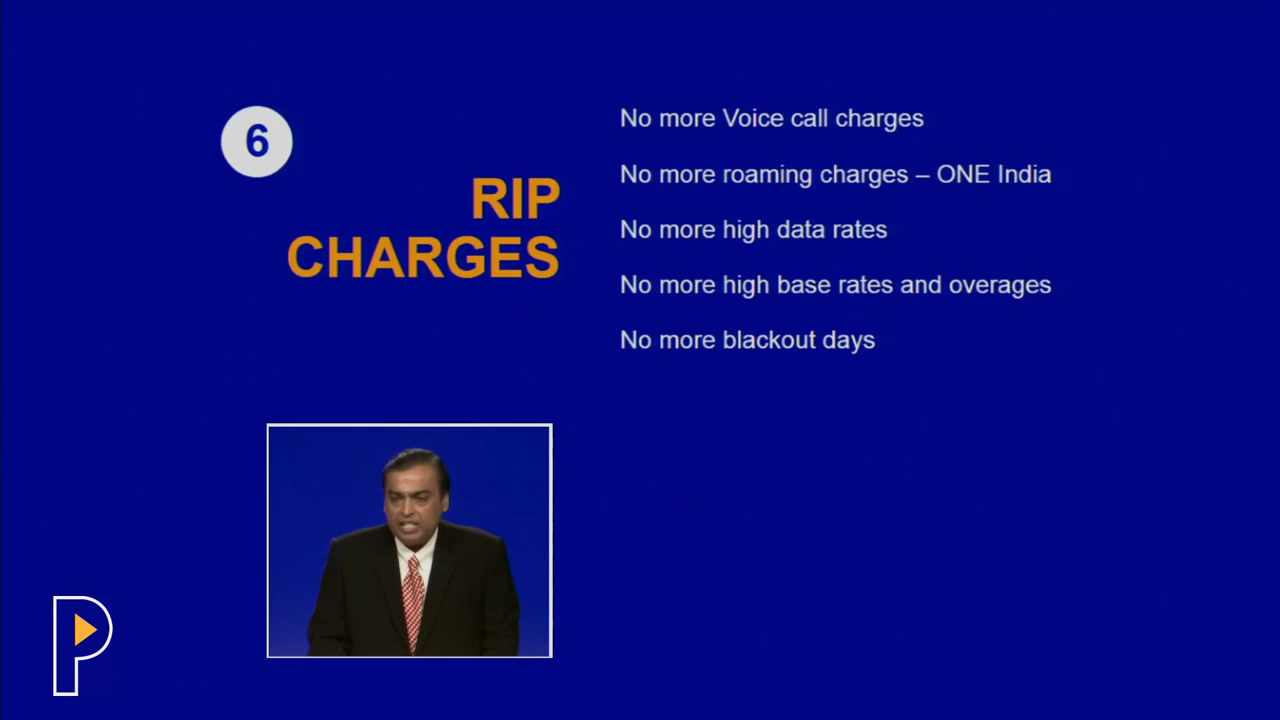 6
RIP
CHARGES
No more Voice call charges
No more roaming charges – ONE India
No more high data rates
No more high base rates and overages
No more blackout days
P